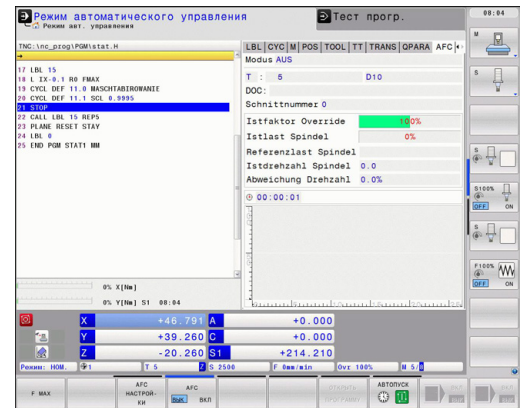 Режим автоматического управления
Режим авт. управления
Тест прогр.
08:04
TNC:\nc_prog\PGM\stat.H
17 LBL 15
18 L IX-0.1 R0 FMAX
19 CYCL DEF 11.0 MASCHTABIROWANIE
20 CYCL DEF 11.1 SCL 0.9995
21 STOP
22 CALL LBL 15 REP5
23 PLANE RESET STAY
24 LBL 0
25 END PGM STAT1 MM
0% X[Nm]
0% Y[Nm] S1 08:04
LBL CYC M POS TOOL TT TRANS QPARA AFC
Modus AUS
T : 5 D10
DOC:
Schnittnummer 0
Istfaktor Override 100%
Istlast Spindel 0%
Referenzlast Spindel
Istdrehzahl Spindel 0.0
Abweichung Drehzahl 0.0%
00:00:01
M
S
S
S100%
OFF ON
S
F100%
OFF ON
X +46.791 A +0.000
Y +39.260 C +0.000
Z -20.260 S1 +214.210
Режим: НОМ. 1 T 5 Z S 2500 F 0mm/min Ovr 100% M 5/8
F MAX
AFC НАСТРОЙ- КИ
AFC ВЫК ВКЛ
ОТКРЫТЬ ПРОГРАММУ
АВТОПУСК